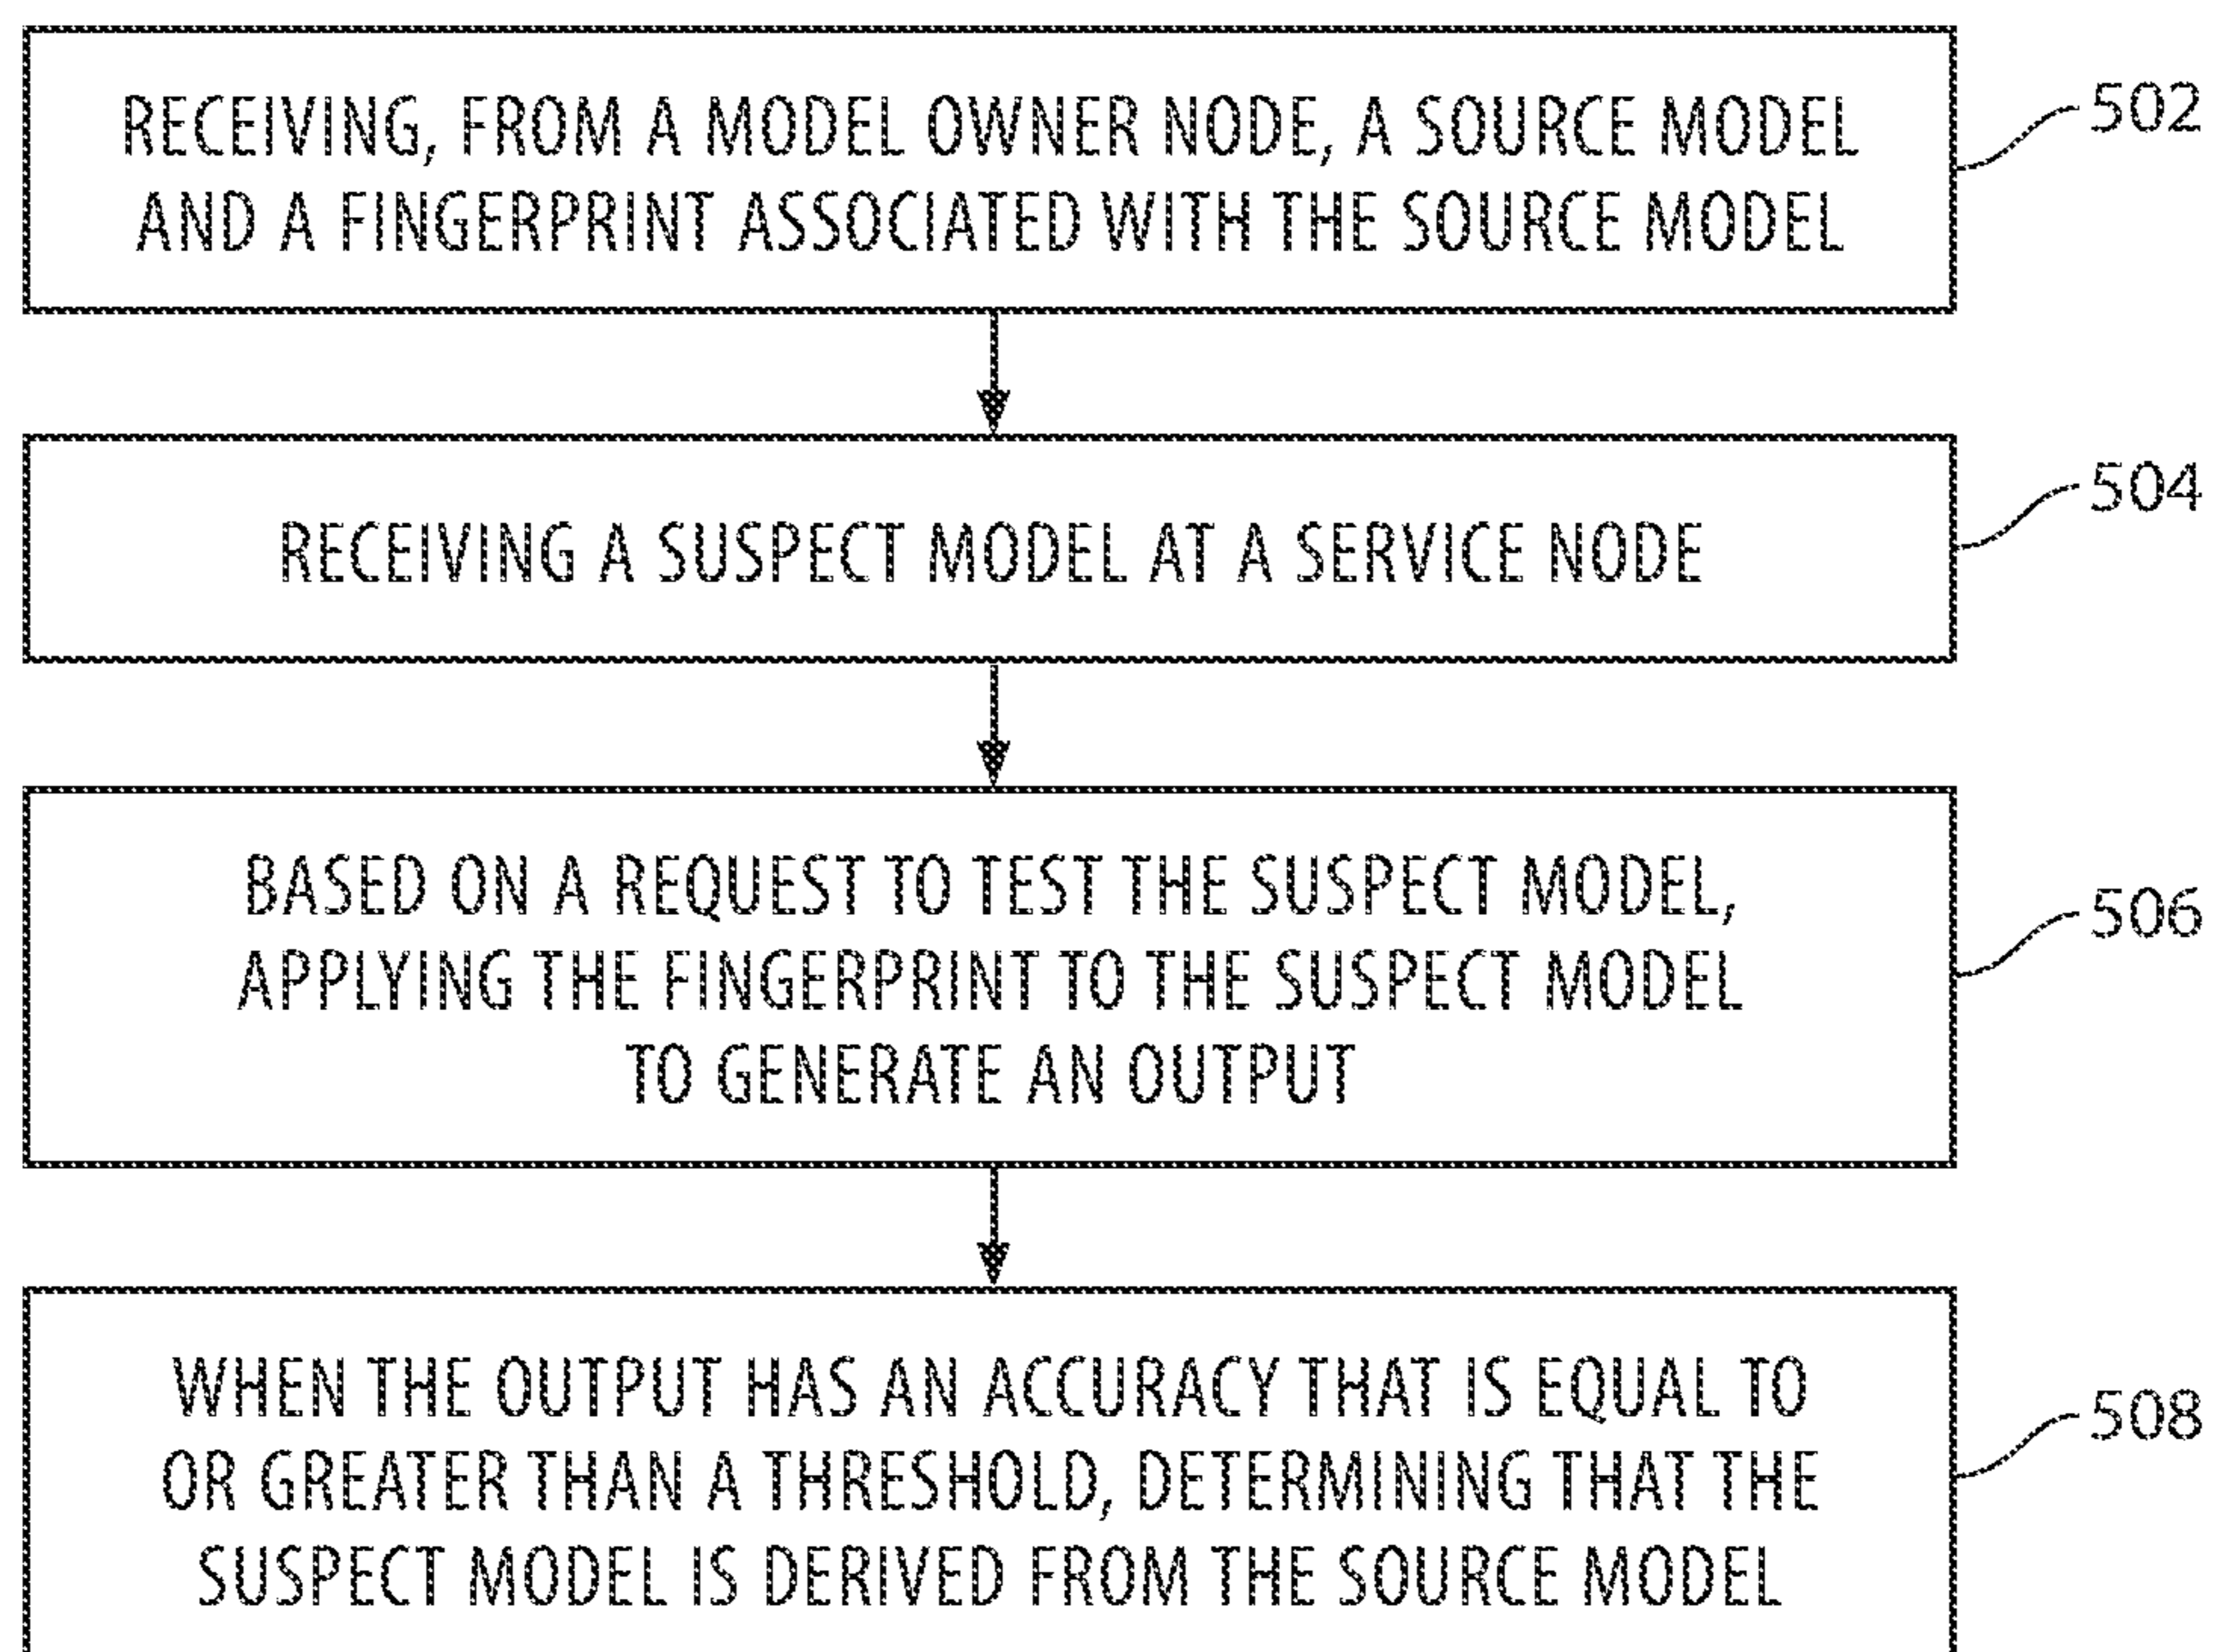 RECEIVING, FROM A MODEL OWNER NODE, A SOURCE MODEL
AND A FINGERPRINT ASSOCIATED WITH THE SOURCE MODEL
502
RECEIVING A SUSPECT MODEL AT A SERVICE NODE
504
BASED ON A REQUEST TO TEST THE SUSPECT MODEL,
APPLYING THE FINGERPRINT TO THE SUSPECT MODEL
TO GENERATE AN OUTPUT
506
WHEN THE OUTPUT HAS AN ACCURACY THAT IS EQUAL TO
OR GREATER THAN A THRESHOLD, DETERMINING THAT THE
SUSPECT MODEL IS DERIVED FROM THE SOURCE MODEL
508